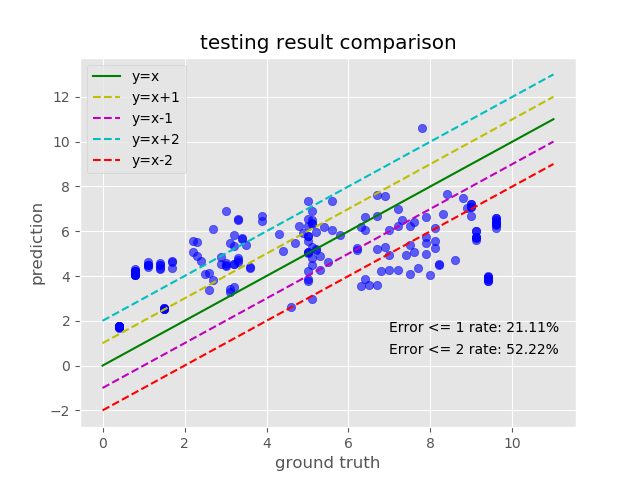 testing result comparison
y=x
y=x+1
y=x-1
y=x+2
y=x-2
12
10
8
6
4
2
0
−2
prediction
Error <= 1 rate: 21.11%
Error <= 2 rate: 52.22%
0 2 4 6 8 10
ground truth